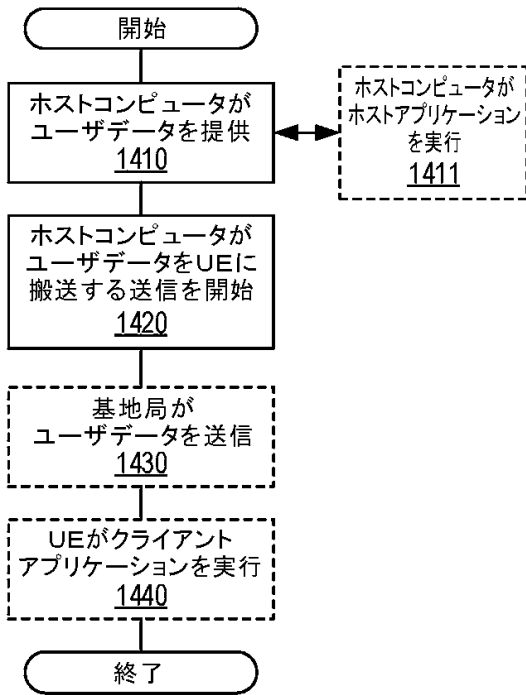 開始
ホストコンピュータが
ユーザデータを提供
1410
ホストコンピュータが
ホストアプリケーション
を実行
1411
ホストコンピュータが
ユーザデータをUEに
搬送する送信を開始
1420
基地局が
ユーザデータを送信
1430
UEがクライアント
アプリケーションを実行
1440
終了